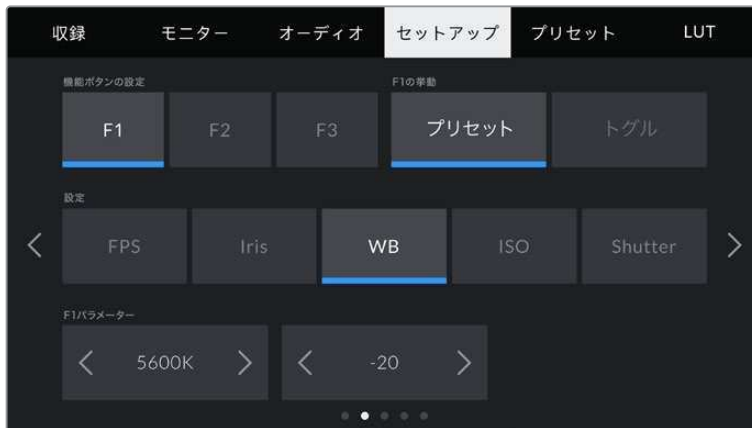 収録 モニター オーディオ セットアップ プリセット LUT
機能ボタンの設定 F1の挙動
F1 F2 F3 プリセット トグル
設定
FPS Iris WB ISO Shutter
F1パラメーター
5600K -20